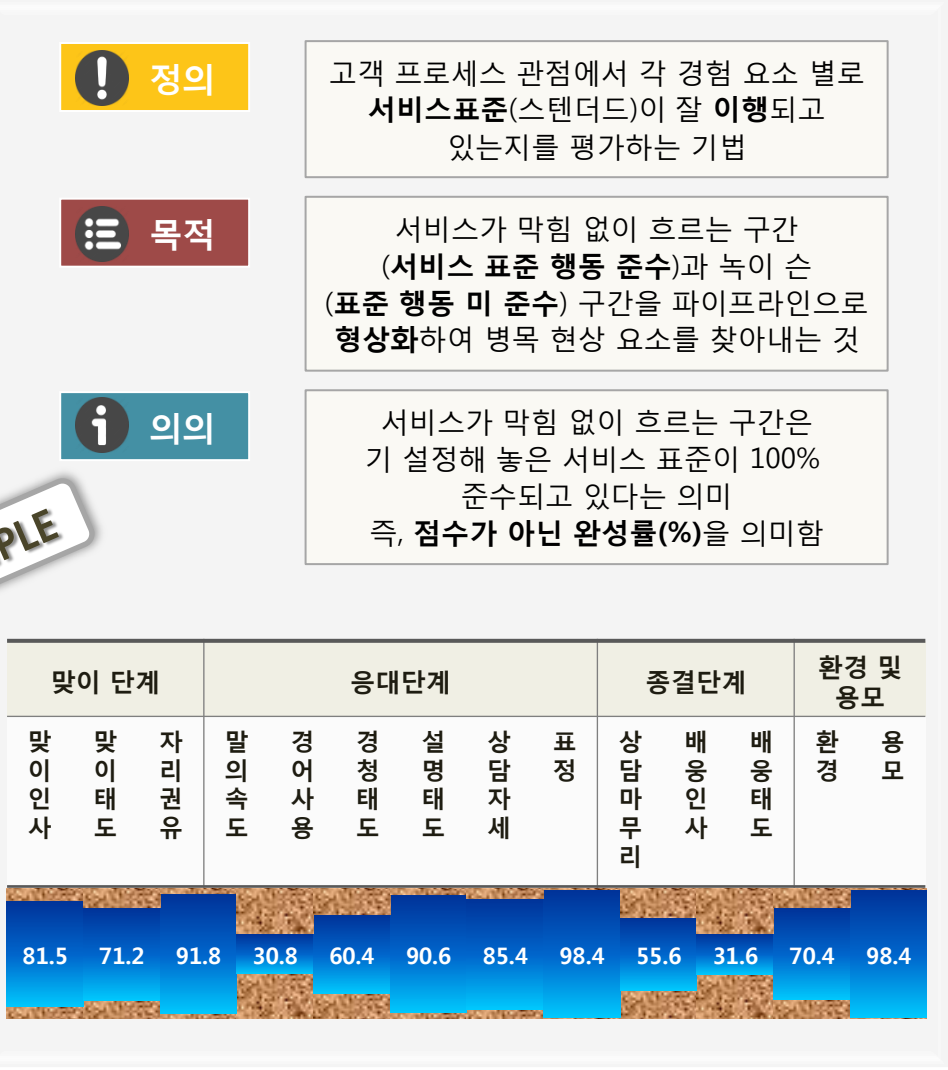 정의
고객 프로세스 관점에서 각 경험 요소 별로
서비스표준(스텐더드)이 잘 이행되고
있는지를 평가하는 기법
목적
서비스가 막힘 없이 흐르는 구간
(서비스 표준 행동 준수)과 녹이 슨
(표준 행동 미 준수) 구간을 파이프라인으로
형상화하여 병목 현상 요소를 찾아내는 것
의의
서비스가 막힘 없이 흐르는 구간은
기 설정해 놓은 서비스 표준이 100%
준수되고 있다는 의미
즉, 점수가 아닌 완성률(%)을 의미함
PLE
맞이 단계 응대단계 종결단계 환경 및 용모
맞이인사 맞이태도 자리권유 말의속도 경어사용 경청태도 설명태도 상담자세 표정 상담마무리 배웅인사 배웅태도 환경 용모
81.5 71.2 91.8 30.8 60.4 90.6 85.4 98.4 55.6 31.6 70.4 98.4